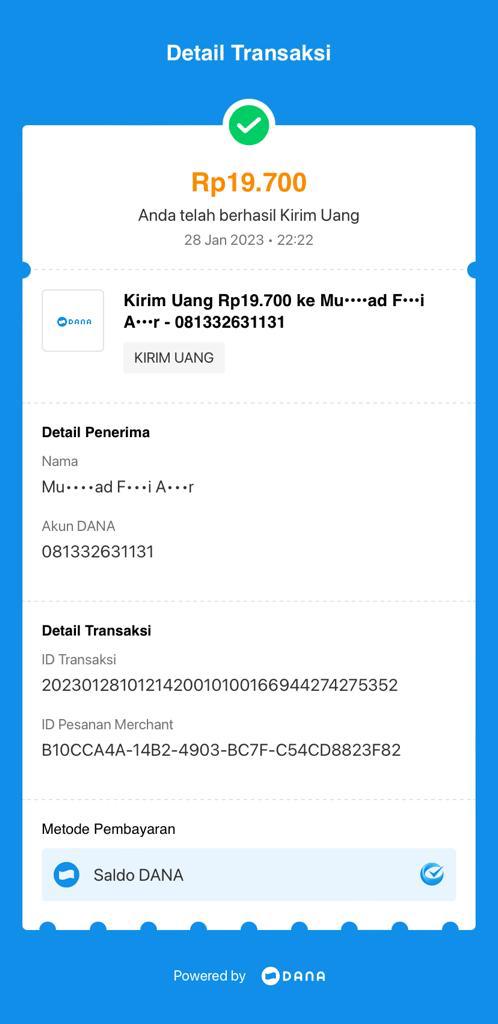 Detail Transaksi
Rp19.700
Anda telah berhasil Kirim Uang
28 Jan 2023 • 22:22
DANA
Kirim Uang Rp19.700 ke Mu••••ad F•••i
A•••r - 081332631131
KIRIM UANG
Detail Penerima
Nama
Mu••••ad F•••i A•••r
Akun DANA
081332631131
Detail Transaksi
ID Transaksi
2023012810121420010100166944274275352
ID Pesanan Merchant
B10CCA4A-14B2-4903-BC7F-C54CD8823F82
Metode Pembayaran
Saldo DANA
Powered by DANA